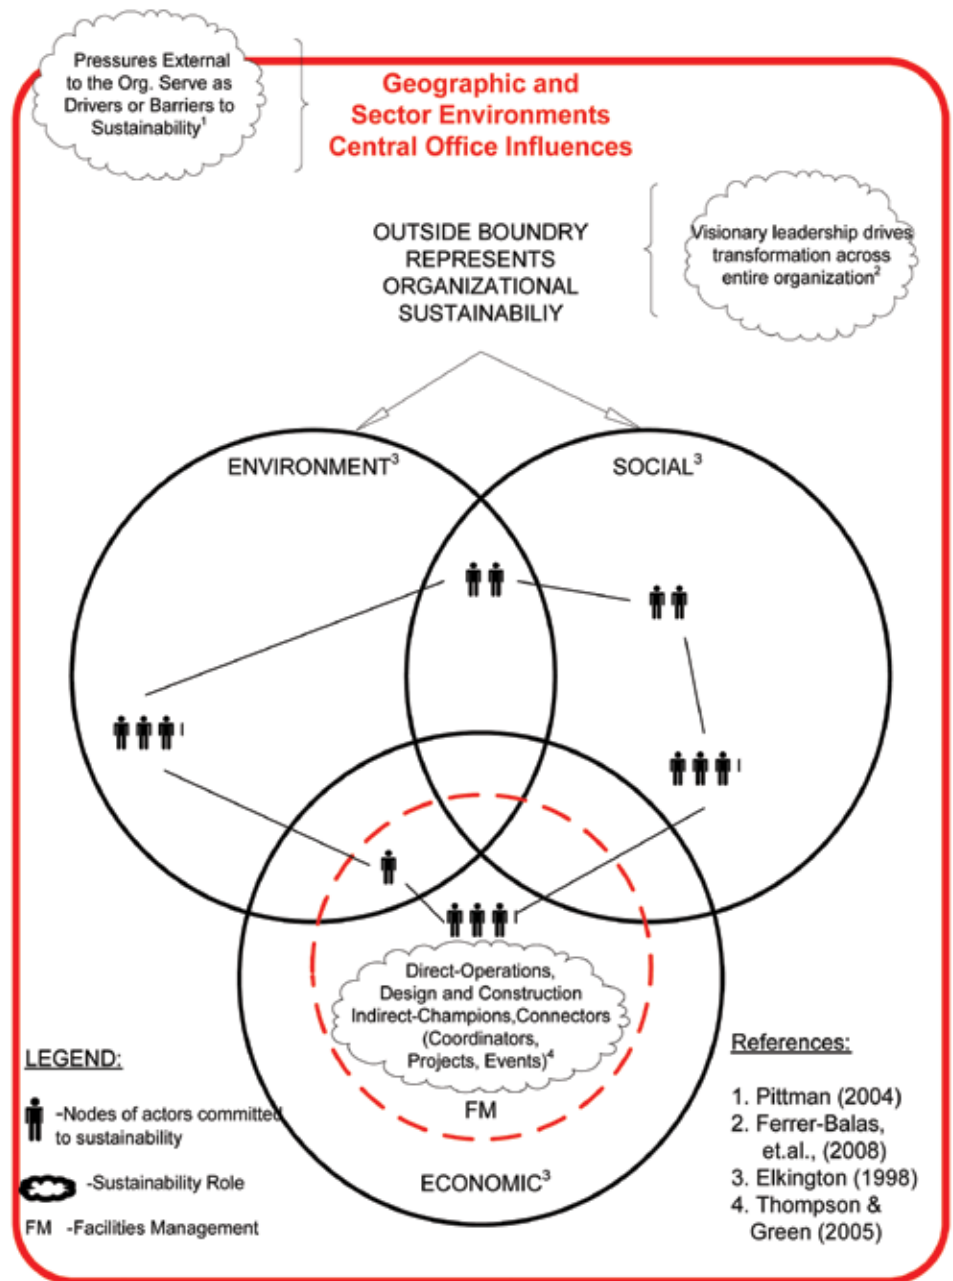 Pressures External
to the Org. Serve as
Drivers or Barriers to
Sustainability1
Geographic and
Sector Environments
Central Office Influences
OUTSIDE BOUNDRY
REPRESENTS
ORGANIZATIONAL
SUSTAINABILIY
Visionary leadership drives
transformation across
entire organization2
ENVIRONMENT3
SOCIAL3
Direct-Operations,
Design and Construction
Indirect-Champions,Connectors
(Coordinators,
Projects, Events)4
FM
ECONOMIC3
LEGEND:
-Nodes of actors committed
to sustainability
-Sustainability Role
FM -Facilities Management
References:
1. Pittman (2004)
2. Ferrer-Balas,
et.al., (2008)
3. Elkington (1998)
4. Thompson &
Green (2005)